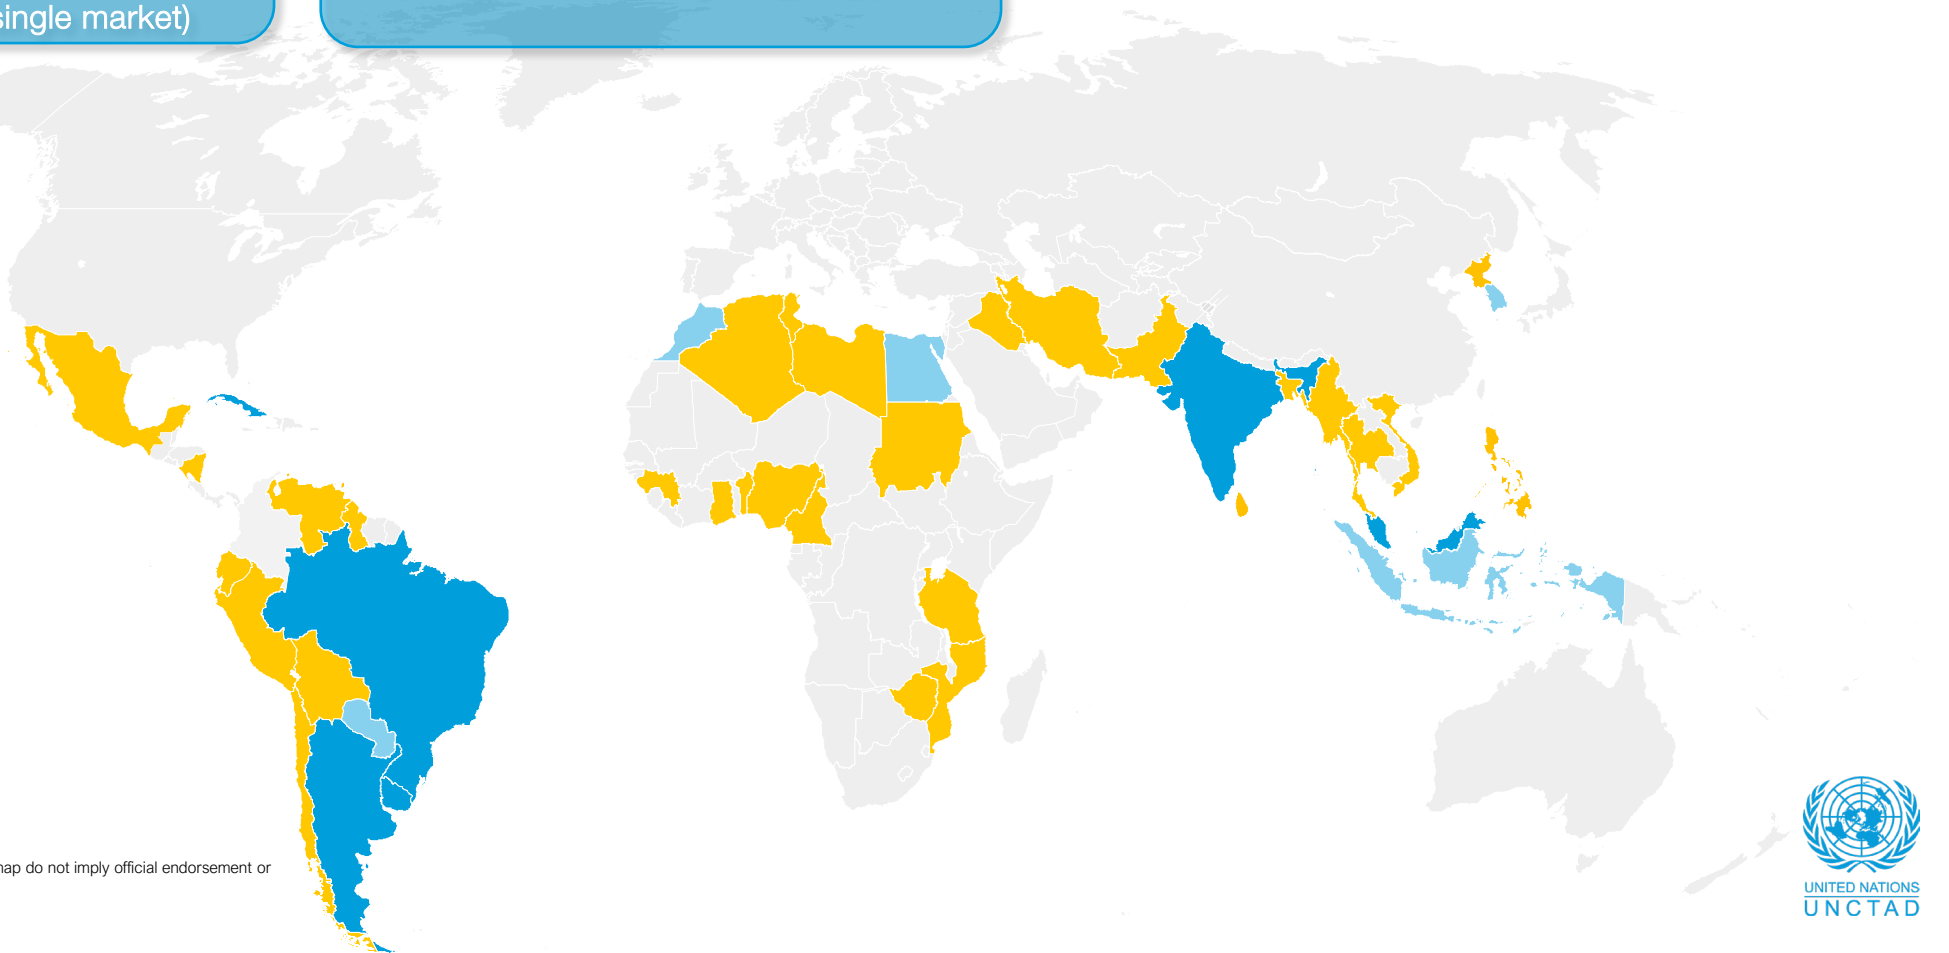 single market)
map do not imply official endorsement or
UNITED NATIONS
UNCTAD